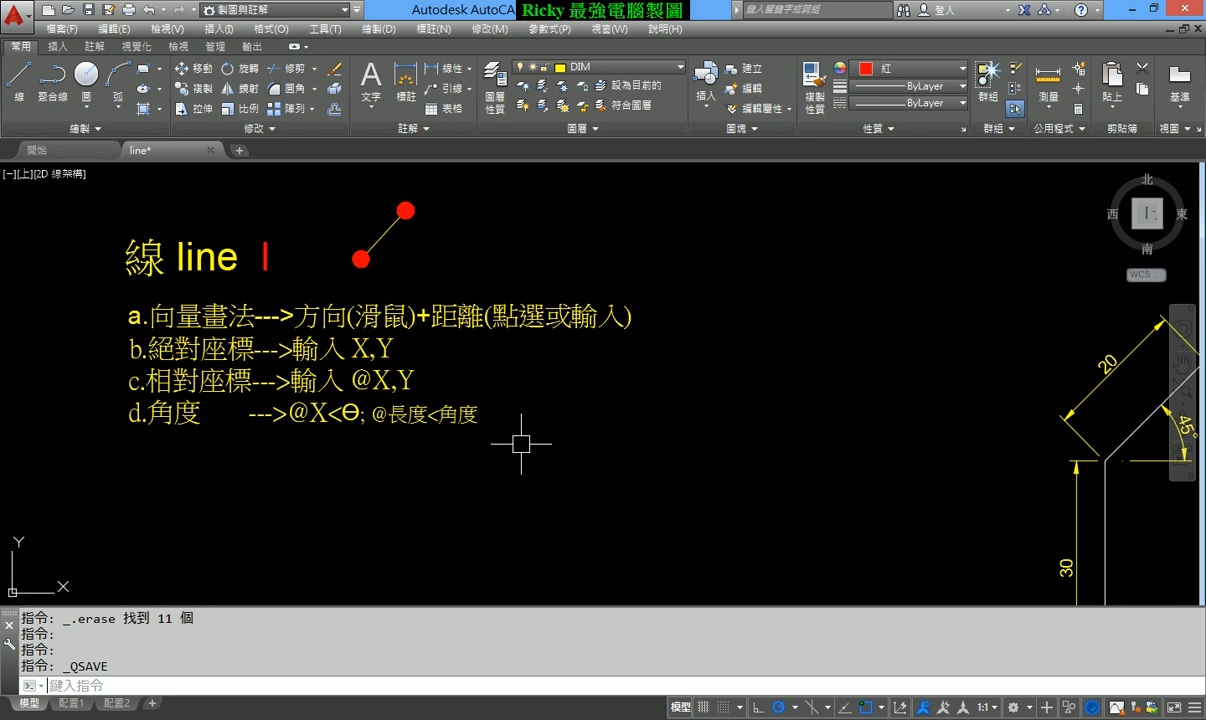 Autodesk AutoCA
Ricky 最強電腦製圖
製圖與註解
鍵入關鍵字或詞組
登入
檔案(F) 編輯(E) 檢視(V) 插入(I) 格式(O) 工具(T) 繪製(D) 標註(N) 修改(M) 參數式(P) 視窗(W) 說明(H)
常用 插入 註解 視覺化 檢視 管理 輸出
線 聚合線 圓 弧
移動 旋轉 修剪
複製 鏡射 圓角
拉伸 比例 陣列
文字 標註
線性
引線
表格
圖層性質
DIM
設為目前的
符合圖層
插入
建立
編輯
編輯屬性
複製性質
紅
ByLayer
ByLayer
群組
測量
貼上
基準
繪製 修改 註解 圖層 圖塊 性質 群組 公用程式 剪貼簿 視圖
開始 line*
[−][上][2D 線架構]
北
西 上 東
南
WCS
線 line l
a.向量畫法--->方向(滑鼠)+距離(點選或輸入)
b.絕對座標--->輸入 X,Y
c.相對座標--->輸入 @X,Y
d.角度 --->@X<Ө; @長度<角度
20
45°
30
Y
X
指令: _.erase 找到 11 個
指令:
指令:
指令: _QSAVE
鍵入指令
模型 配置1 配置2 +
模型
1:1